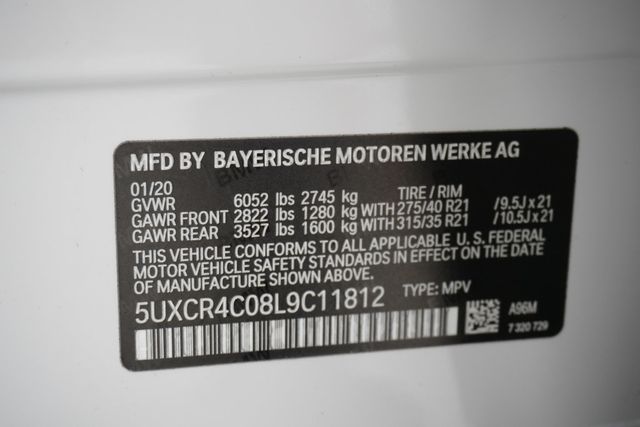 MFD BY BAYERISCHE MOTOREN WERKE AG
01/20 TIRE / RIM
GVWR 6052 lbs 2745 kg
GAWR FRONT 2822 lbs 1280 kg WITH 275/40 R21 /9.5J x 21
GAWR REAR 3527 lbs 1600 kg WITH 315/35 R21 /10.5J x 21
THIS VEHICLE CONFORMS TO ALL APPLICABLE U. S. FEDERAL
MOTOR VEHICLE SAFETY STANDARDS IN EFFECT ON THE DATE
OF MANUFACTURE SHOWN ABOVE.
5UXCR4C08L9C11812 TYPE: MPV
A96M
7 320 729